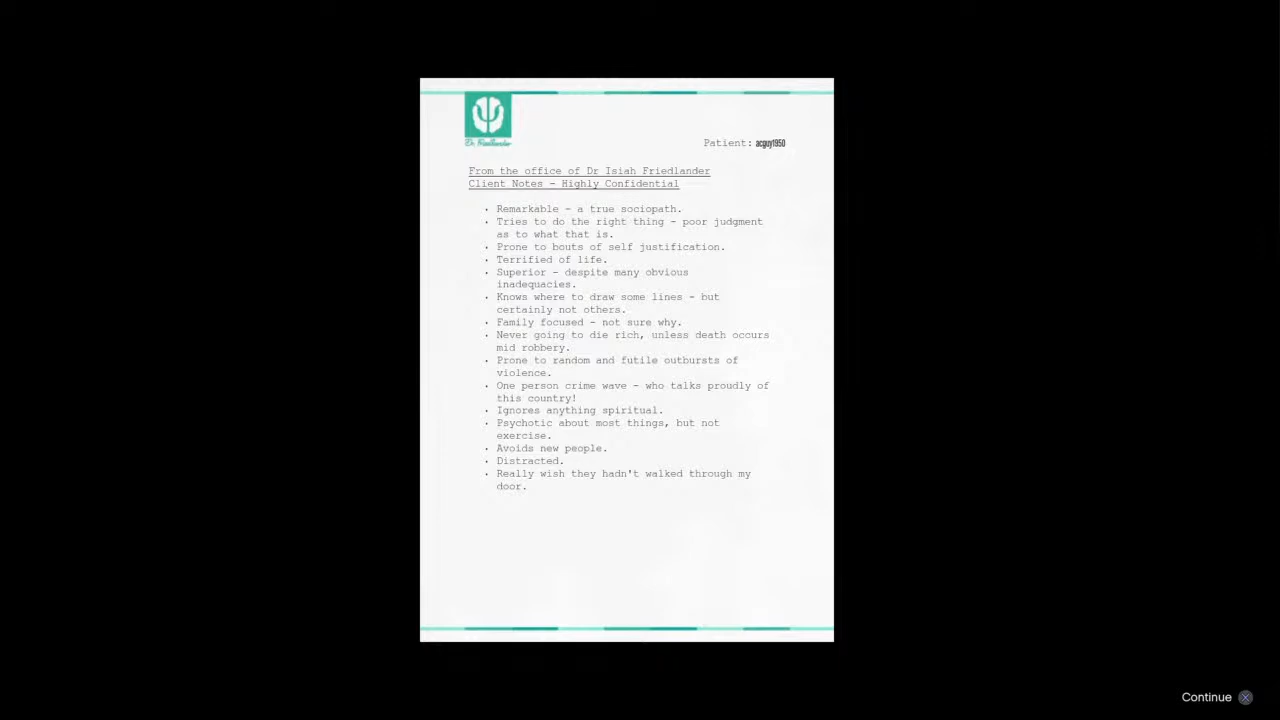 Dr Friedlander
Patient: acguy1950
From the office of Dr Isiah Friedlander
Client Notes - Highly Confidential
• Remarkable - a true sociopath.
• Tries to do the right thing - poor judgment
as to what that is.
• Prone to bouts of self justification.
• Terrified of life.
• Superior - despite many obvious
inadequacies.
• Knows where to draw some lines - but
certainly not others.
• Family focused - not sure why.
• Never going to die rich, unless death occurs
mid robbery.
• Prone to random and futile outbursts of
violence.
• One person crime wave - who talks proudly of
this country!
• Ignores anything spiritual.
• Psychotic about most things, but not
exercise.
• Avoids new people.
• Distracted.
• Really wish they hadn't walked through my
door.
Continue